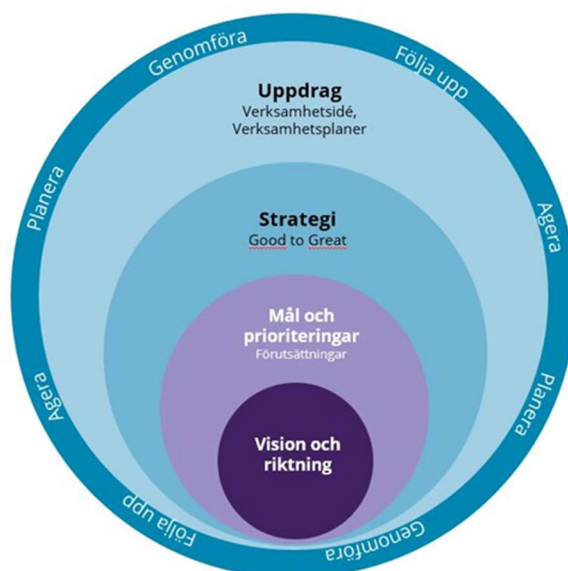 Genomföra
Följa upp
Uppdrag
Verksamhetsidé,
Verksamhetsplaner
Planera
Agera
Strategi
Good to Great
Mål och
prioriteringar
Förutsättningar
Agera
Planera
Vision och
riktning
Följa upp
Genomföra